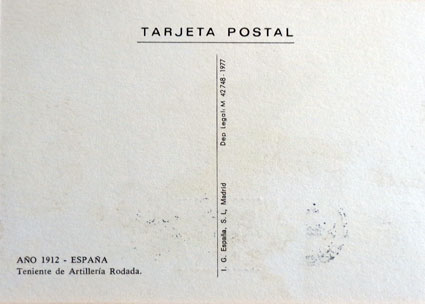 TARJETA POSTAL
I. G. España, S. L, Madrid Dep. Legal: M 42748-1977
AÑO 1912 - ESPAÑA
Teniente de Artillería Rodada.